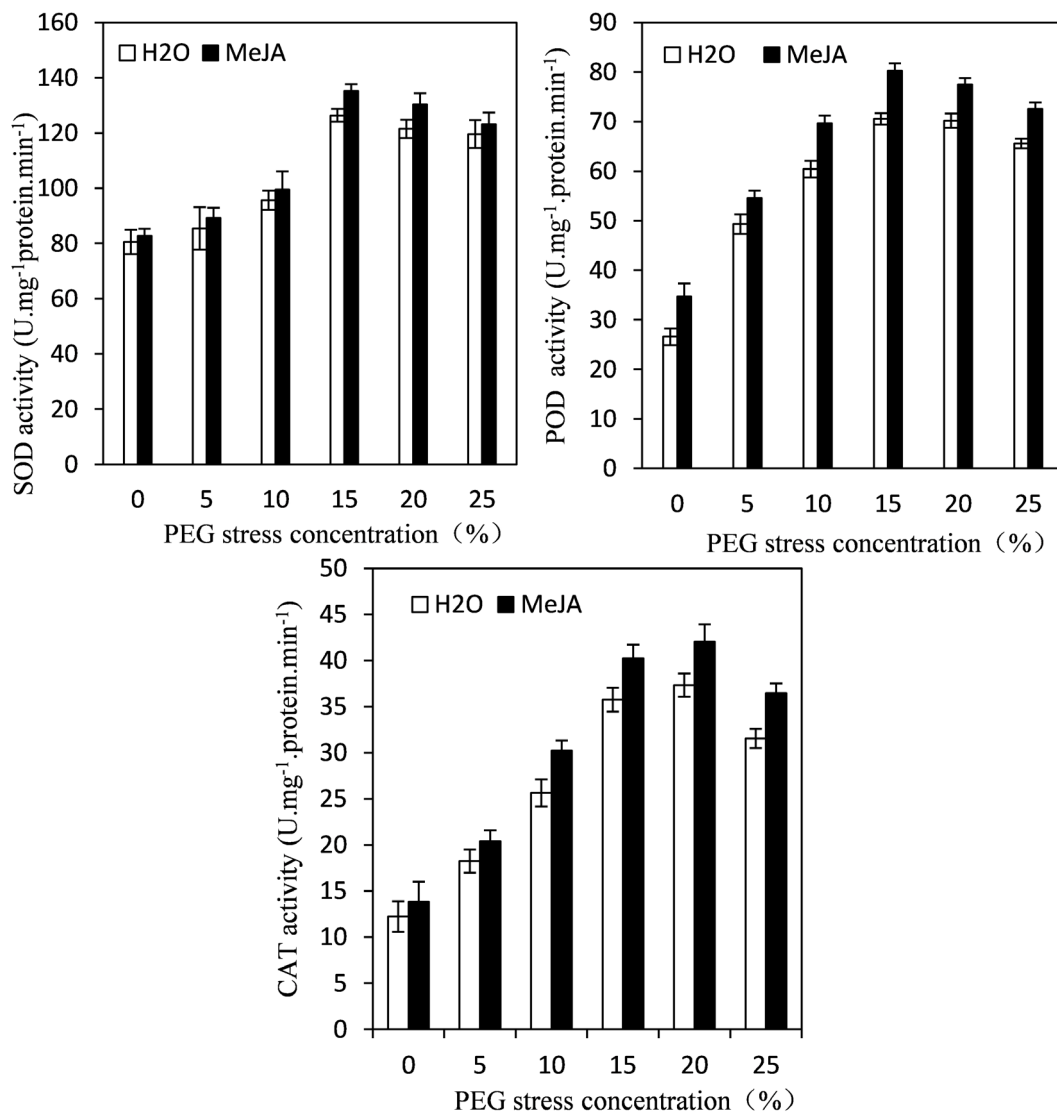 SOD activity (U.mg⁻¹protein.min⁻¹)
160
140
120
100
80
60
40
20
0
H2O MeJA
0 5 10 15 20 25
PEG stress concentration（%）
POD activity (U.mg⁻¹.protein.min⁻¹)
90
80
70
60
50
40
30
20
10
0
H2O MeJA
0 5 10 15 20 25
PEG stress concentration（%）
CAT activity (U.mg⁻¹.protein.min⁻¹)
50
45
40
35
30
25
20
15
10
5
0
H2O MeJA
0 5 10 15 20 25
PEG stress concentration（%）